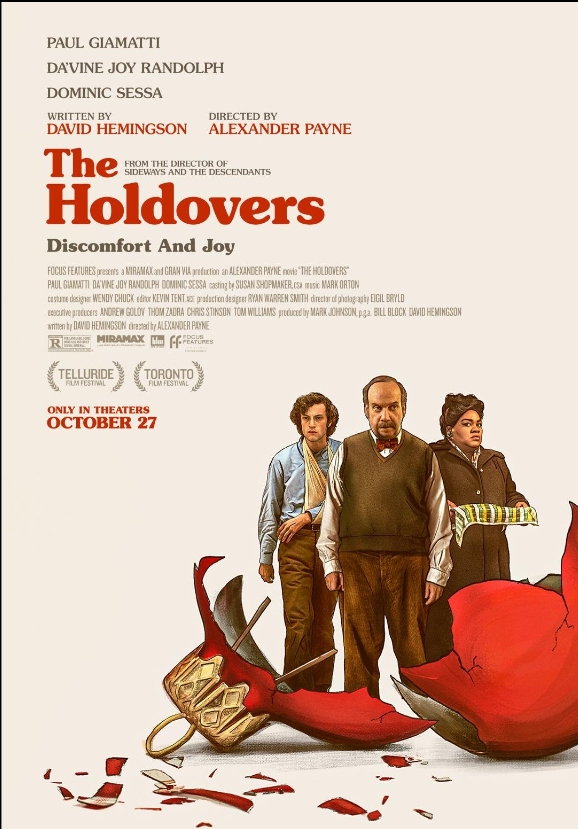 PAUL GIAMATTI
DA'VINE JOY RANDOLPH
DOMINIC SESSA
WRITTEN BY DIRECTED BY
DAVID HEMINGSON ALEXANDER PAYNE
The
FROM THE DIRECTOR OF
SIDEWAYS AND THE DESCENDANTS
Holdovers
Discomfort And Joy
FOCUS FEATURES presents a MIRAMAX and GRAN VIA production an ALEXANDER PAYNE movie "THE HOLDOVERS"
PAUL GIAMATTI DA'VINE JOY RANDOLPH DOMINIC SESSA casting by SUSAN SHOPMAKER, CSA music MARK ORTON
costume designer WENDY CHUCK editor KEVIN TENT, ACE production designer RYAN WARREN SMITH director of photography EIGIL BRYLD
executive producers ANDREW GOLOV THOM ZADRA CHRIS STINSON TOM WILLIAMS produced by MARK JOHNSON, p.g.a. BILL BLOCK DAVID HEMINGSON
written by DAVID HEMINGSON directed by ALEXANDER PAYNE
R MIRAMAX FOCUS FEATURES
TELLURIDE FILM FESTIVAL
TORONTO FILM FESTIVAL
ONLY IN THEATERS
OCTOBER 27